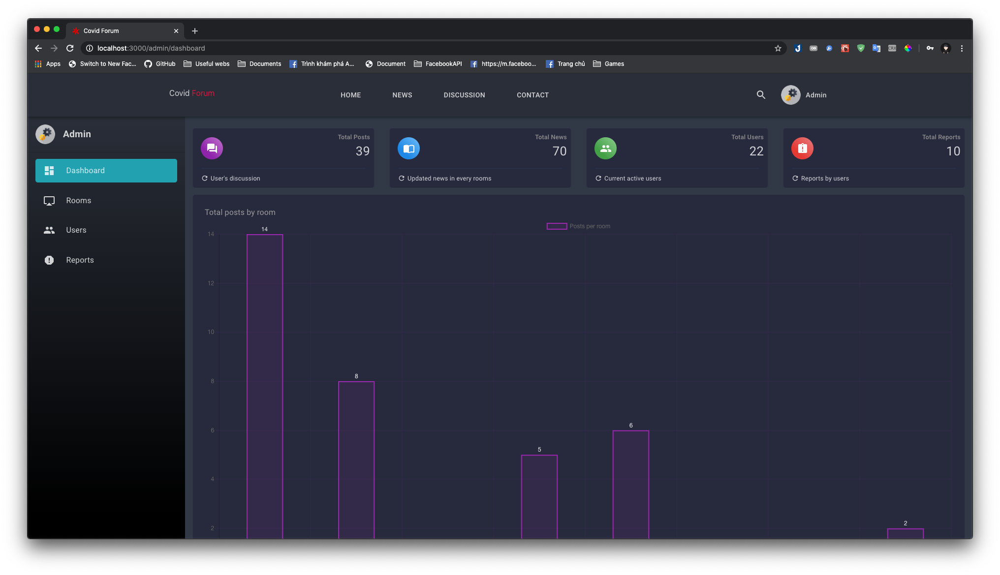 Covid Forum
localhost:3000/admin/dashboard
Apps Switch to New Fac... GitHub Useful webs Documents Trình khám phá A... Document FacebookAPI https://m.faceboo... Trang chủ Games
Covid Forum HOME NEWS DISCUSSION CONTACT Admin
Admin
Dashboard
Rooms
Users
Reports
Total Posts
39
User's discussion
Total News
70
Updated news in every rooms
Total Users
22
Current active users
Total Reports
10
Reports by users
Total posts by room
Posts per room
14
12
10
8
6
4
2
14
8
5
6
2
CRX